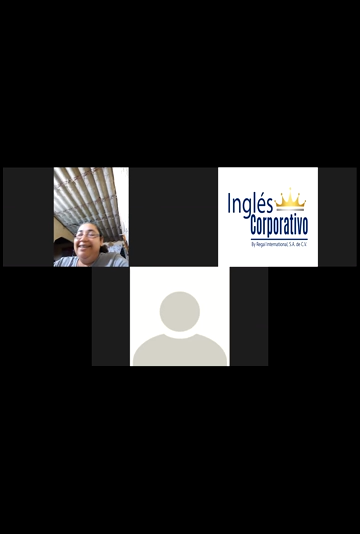 Inglés
Corporativo
By Regal International, S.A. de C.V.